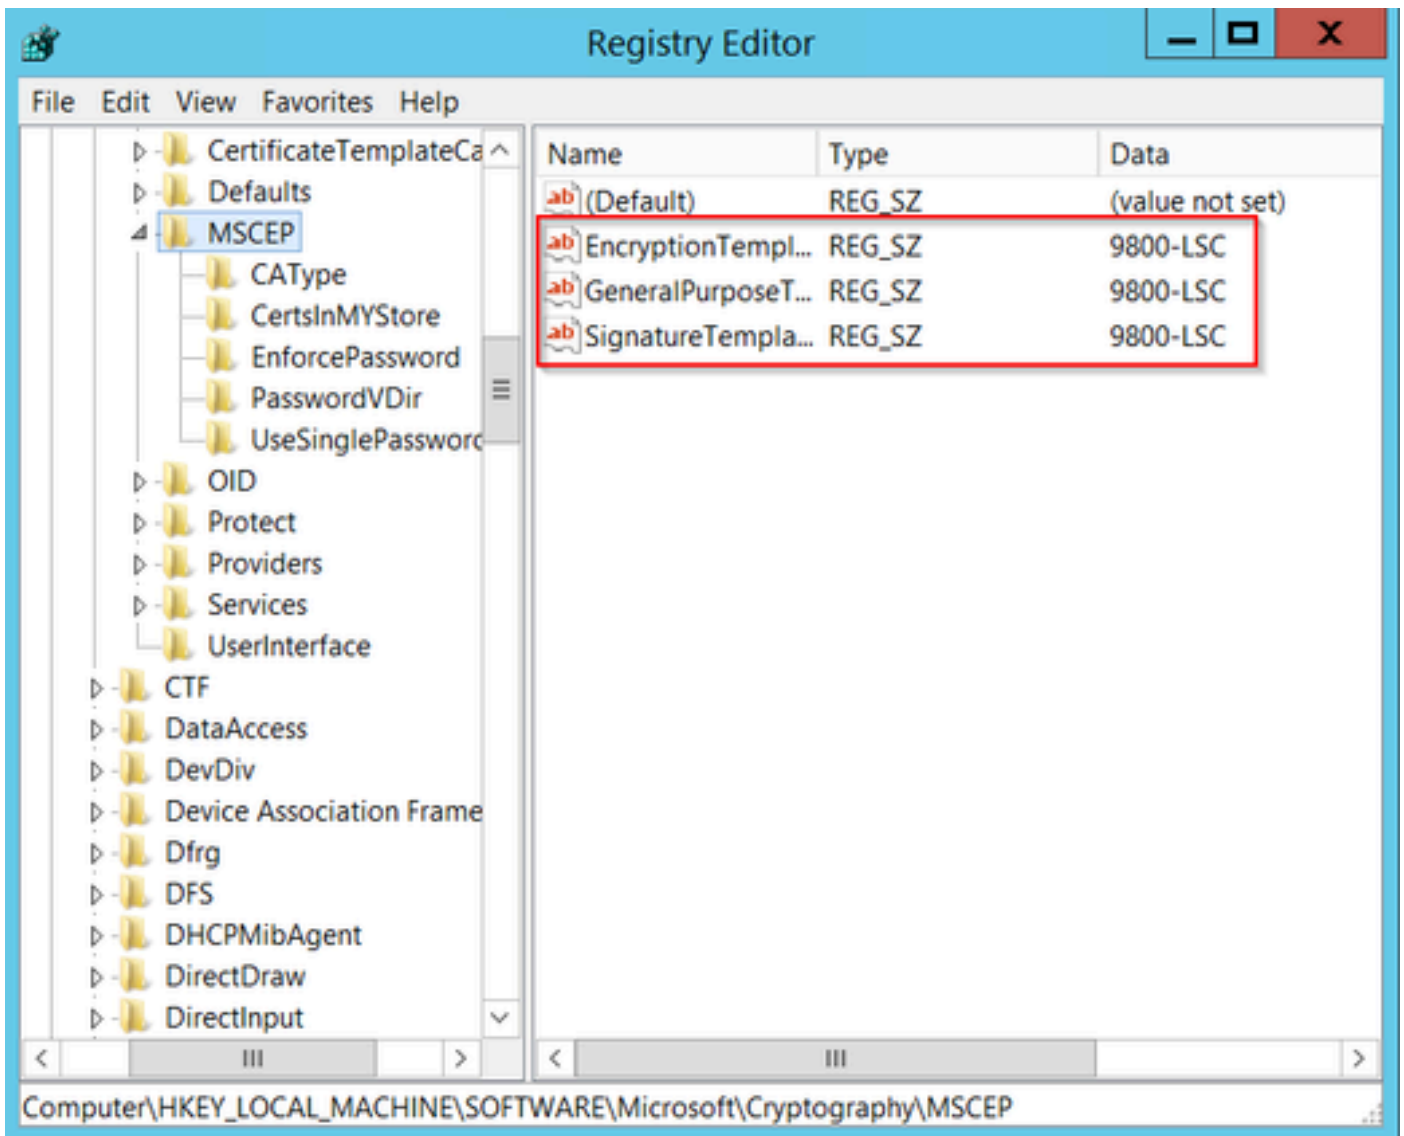 Registry Editor
File Edit View Favorites Help
CertificateTemplateCa
Defaults
MSCEP
CAType
CertsInMYStore
EnforcePassword
PasswordVDir
UseSinglePassword
OID
Protect
Providers
Services
UserInterface
CTF
DataAccess
DevDiv
Device Association Frame
Dfrg
DFS
DHCPMibAgent
DirectDraw
DirectInput
Name Type Data
(Default) REG_SZ (value not set)
EncryptionTempl... REG_SZ 9800-LSC
GeneralPurposeT... REG_SZ 9800-LSC
SignatureTempla... REG_SZ 9800-LSC
Computer\HKEY_LOCAL_MACHINE\SOFTWARE\Microsoft\Cryptography\MSCEP